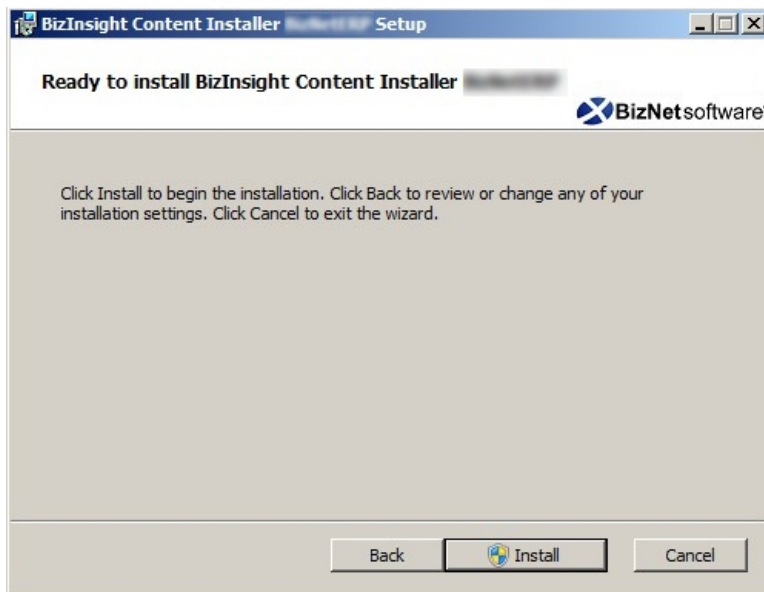 BizInsight Content Installer Setup
Ready to install BizInsight Content Installer
BizNetsoftware
Click Install to begin the installation. Click Back to review or change any of your
installation settings. Click Cancel to exit the wizard.
Back Install Cancel